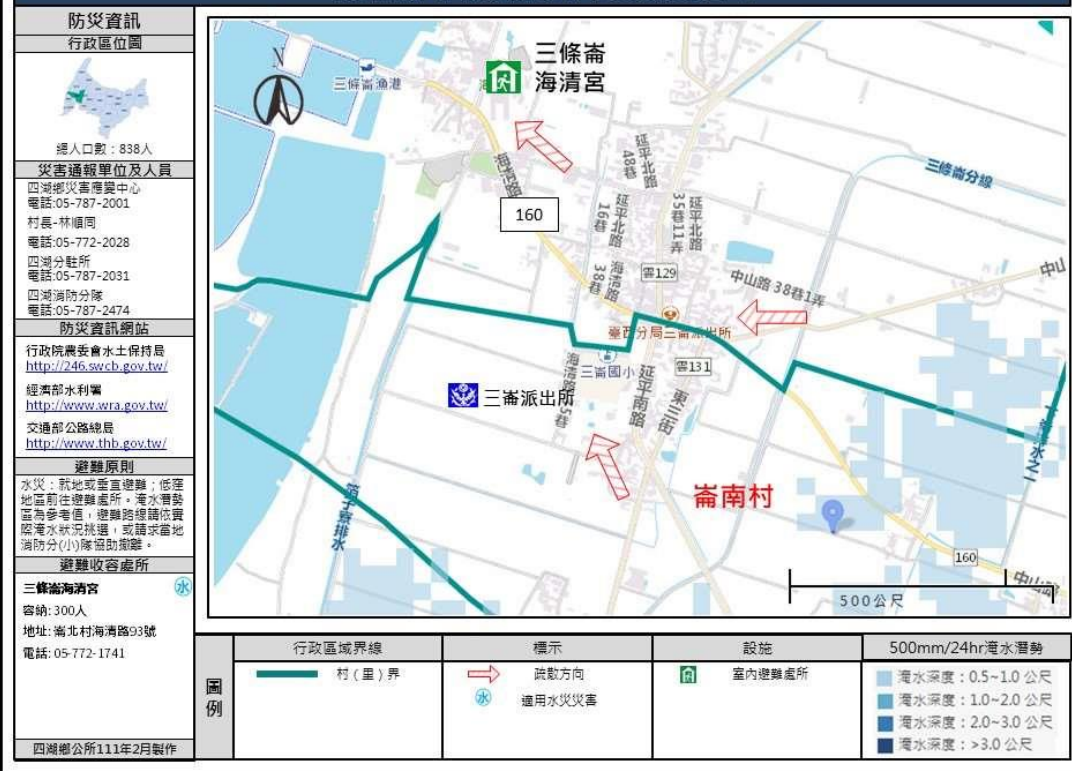 防災資訊
行政區位圖
總人口數：838人
災害通報單位及人員
四湖鄉災害應變中心
電話:05-787-2001
村長-林順同
電話:05-772-2028
四湖分駐所
電話:05-787-2031
四湖消防分隊
電話:05-787-2474
防災資訊網站
行政院農委會水土保持局
http://246.swcb.gov.tw/
經濟部水利署
http://www.wra.gov.tw/
交通部公路總局
http://www.thb.gov.tw/
避難原則
水災：就地或垂直避難；低窪
地區前往避難處所。淹水潛勢
區為參考值，避難路線請依實
際淹水狀況挑選，或請求當地
消防分(小)隊協助撤離。
避難收容處所
三條崙海清宮
水
容納:300人
地址:崙北村海清路93號
電話:05-772-1741
四湖鄉公所111年2月製作
N
三條崙漁港
三條崙
海清宮
海清路
160
延平北路
48巷
延平北路
16巷
延平北路
35巷11弄
三條崙分線
海清路
38巷
雲129
中山路 38巷1弄
中山
臺西分局三崙派出所
三崙國小
雲131
海清路
5巷
延平南路
東三街
三崙派出所
崙南村
箔子寮排水
160
中山路
500公尺
圖例
行政區域界線
村（里）界
標示
疏散方向
水
適用水災災害
設施
室內避難處所
500mm/24hr淹水潛勢
淹水深度：0.5~1.0 公尺
淹水深度：1.0~2.0 公尺
淹水深度：2.0~3.0 公尺
淹水深度：>3.0 公尺